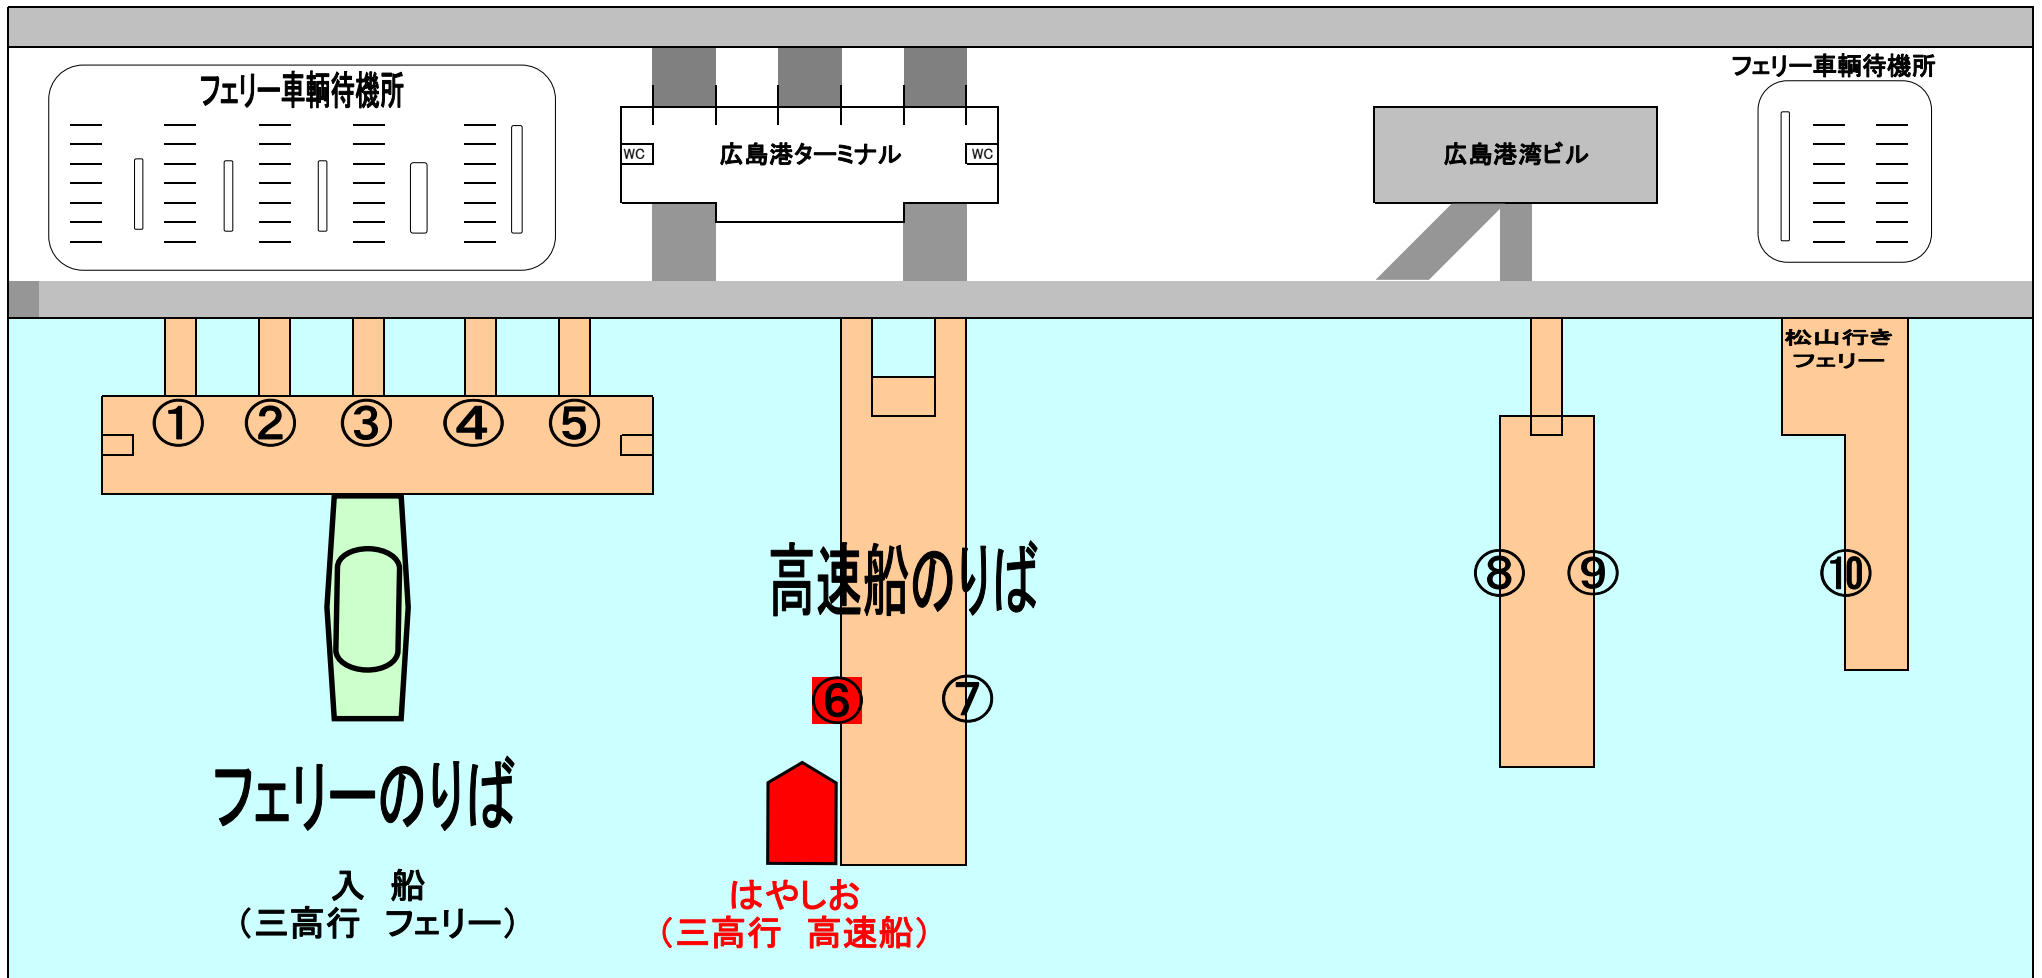 フェリー車輌待機所
フェリー車輌待機所
WC
広島港ターミナル
WC
広島港湾ビル
松山行き
フェリー
①
②
③
④
⑤
高速船のりば
⑧
⑨
⑩
⑥
⑦
フェリーのりば
入　船
（三高行　フェリー）
はやしお
（三高行　高速船）